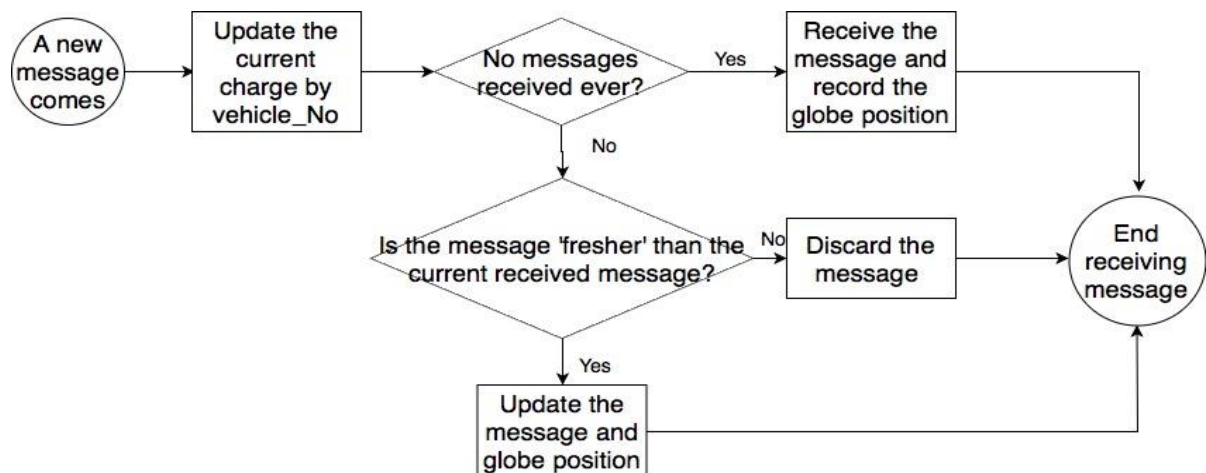 A new
message
comes
Update the
current
charge by
vehicle_No
No messages
received ever?
Yes
Receive the
message and
record the
globe position
No
Is the message 'fresher' than the
current received message?
No
Discard the
message
End
receiving
message
Yes
Update the
message and
globe position